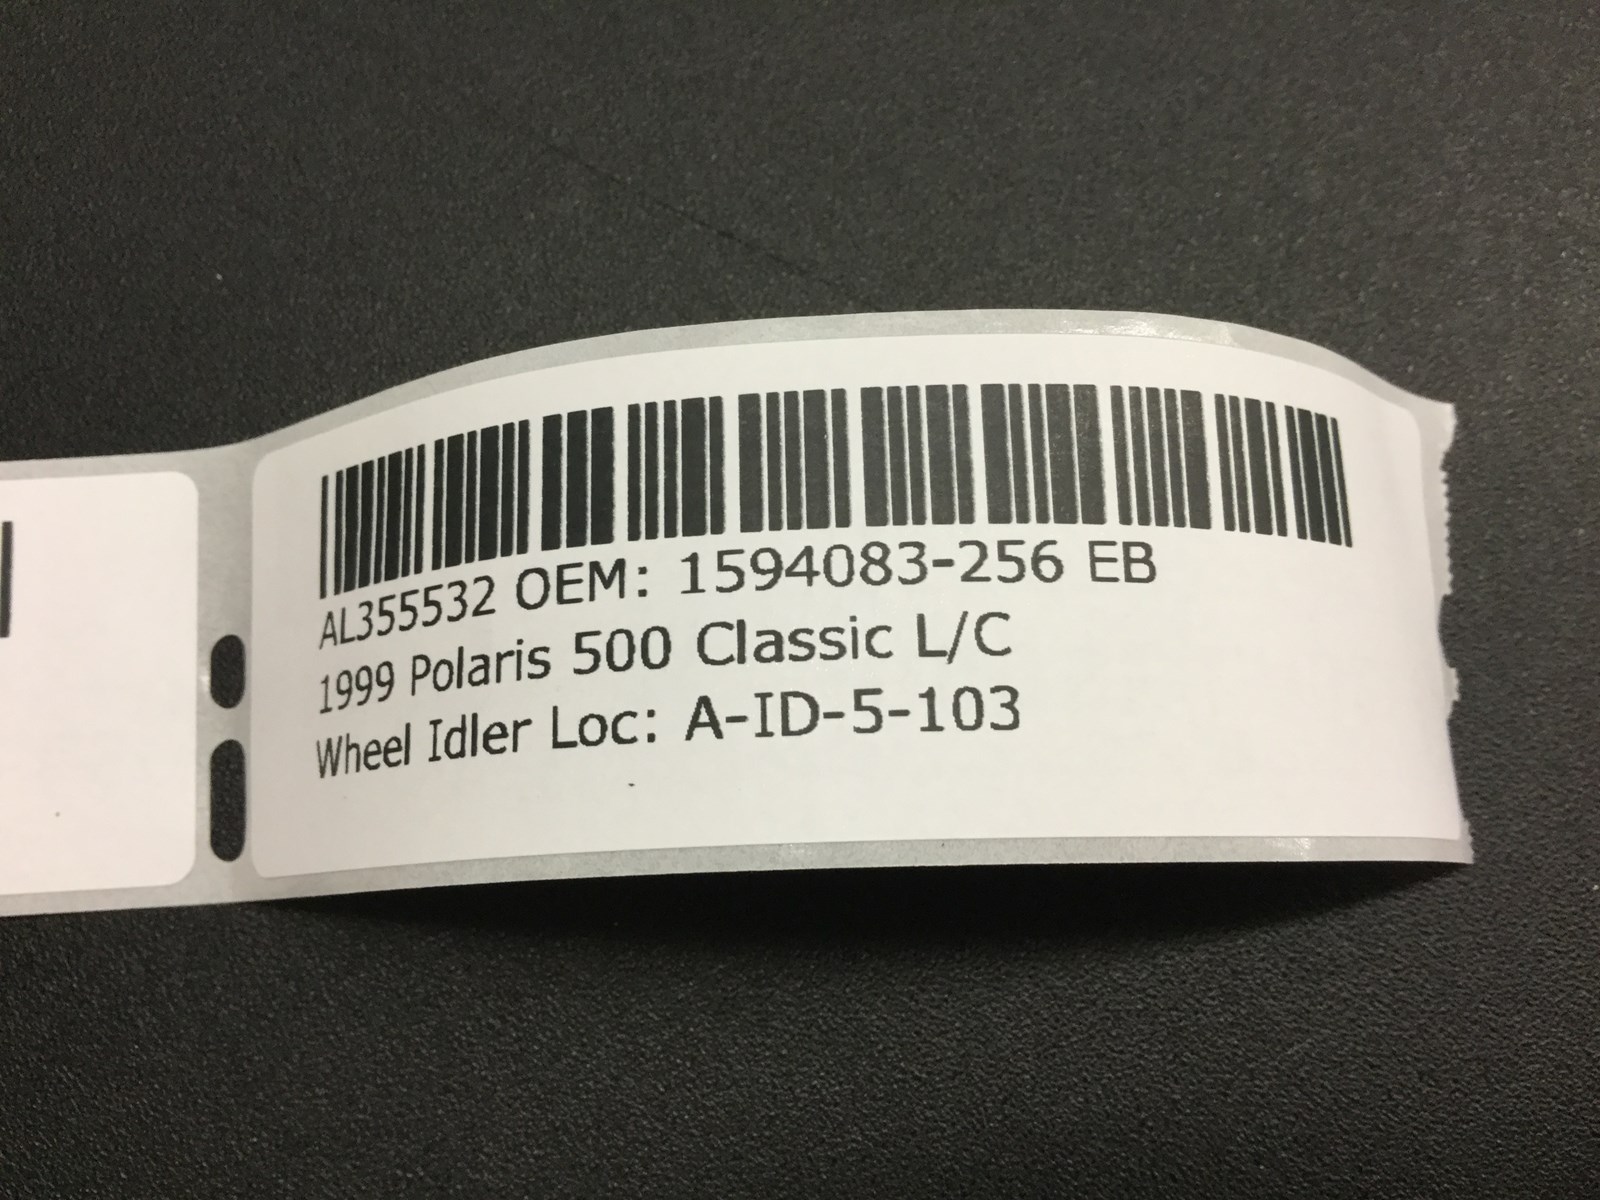 AL355532 OEM: 1594083-256 EB
1999 Polaris 500 Classic L/C
Wheel Idler Loc: A-ID-5-103